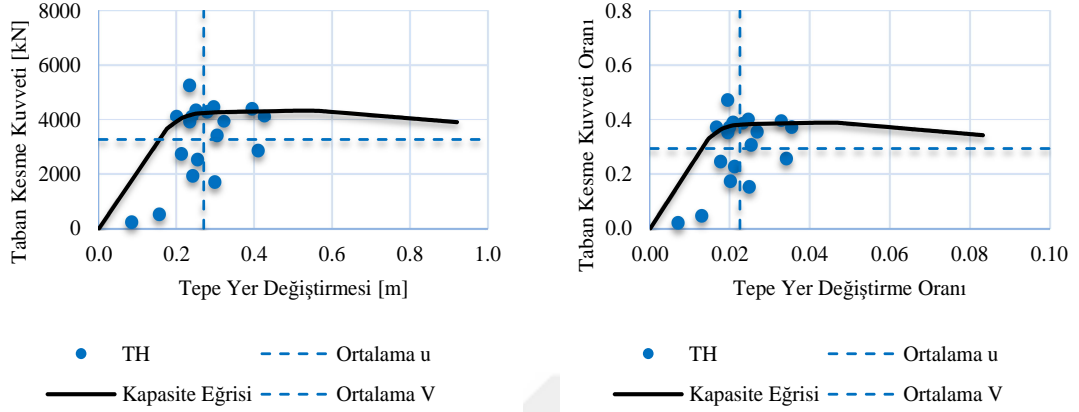 Taban Kesme Kuvveti [kN]
8000
6000
4000
2000
0
0.0 0.2 0.4 0.6 0.8 1.0
Tepe Yer Değiştirmesi [m]
TH
Ortalama u
Kapasite Eğrisi
Ortalama V
Taban Kesme Kuvveti Oranı
0.8
0.6
0.4
0.2
0.0
0.00 0.02 0.04 0.06 0.08 0.10
Tepe Yer Değiştirme Oranı
TH
Ortalama u
Kapasite Eğrisi
Ortalama V